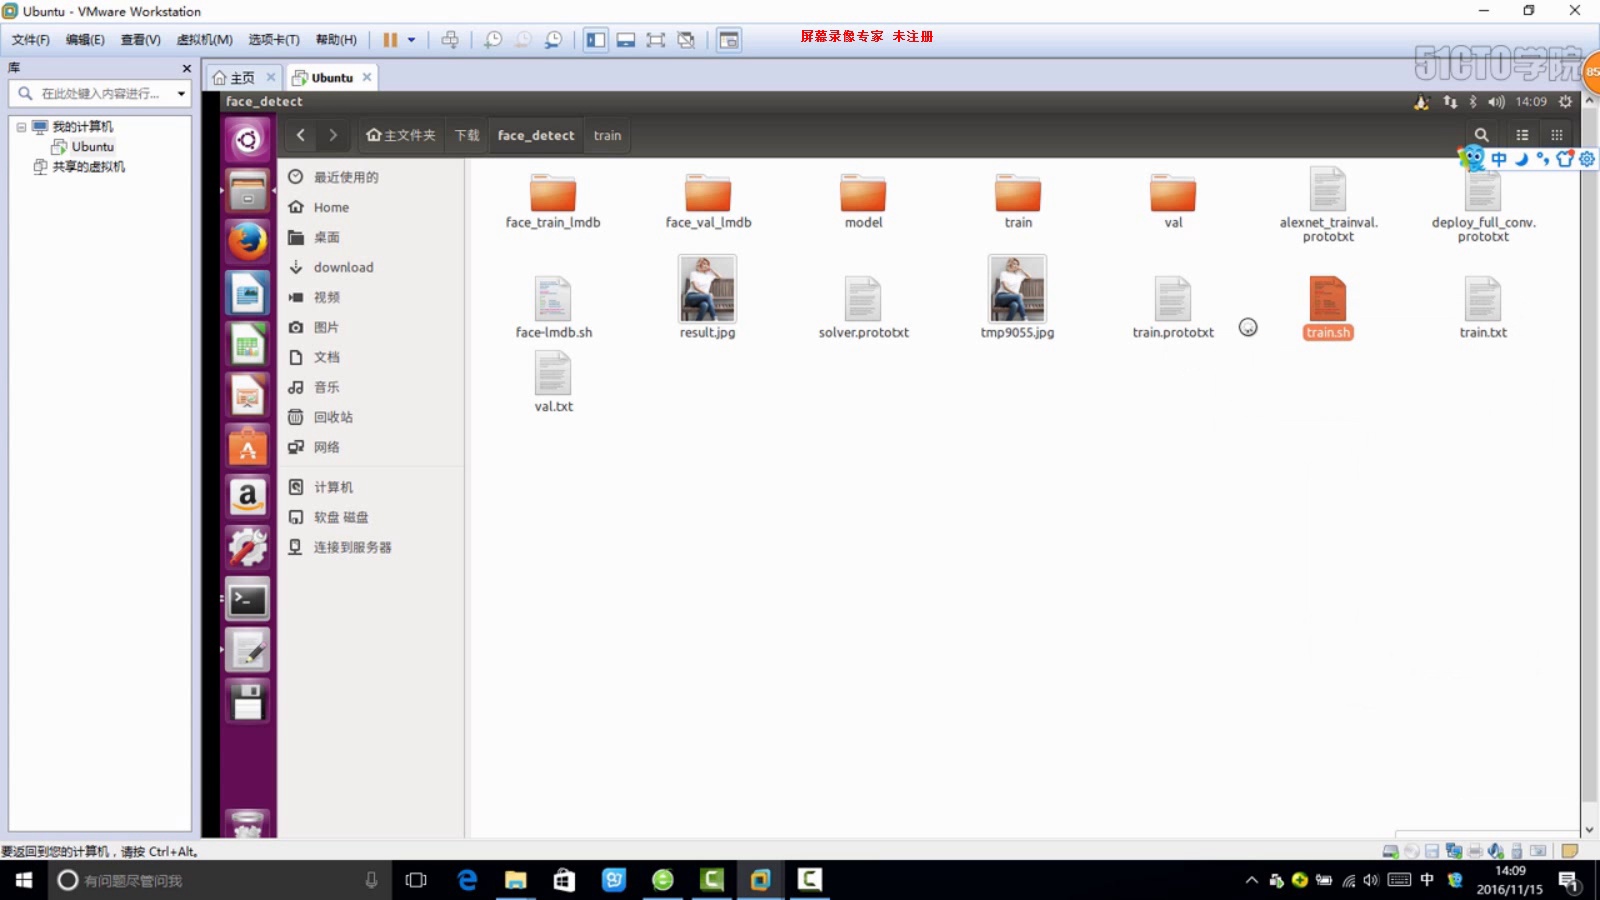 Ubuntu - VMware Workstation
文件(F) 编辑(E) 查看(V) 虚拟机(M) 选项卡(T) 帮助(H)
屏幕录像专家 未注册
51CTO学院
85
库
主页
Ubuntu
在此处键入内容进行...
我的计算机
Ubuntu
共享的虚拟机
face_detect
14:09
主文件夹 下载 face_detect train
中
最近使用的
Home
桌面
download
视频
图片
文档
音乐
回收站
网络
计算机
软盘 磁盘
连接到服务器
face_train_lmdb
face_val_lmdb
model
train
val
alexnet_trainval.
prototxt
deploy_full_conv.
prototxt
face-lmdb.sh
result.jpg
solver.prototxt
tmp9055.jpg
train.prototxt
train.sh
train.txt
val.txt
要返回到您的计算机，请按 Ctrl+Alt。
有问题尽管问我
中
14:09
2016/11/15
1